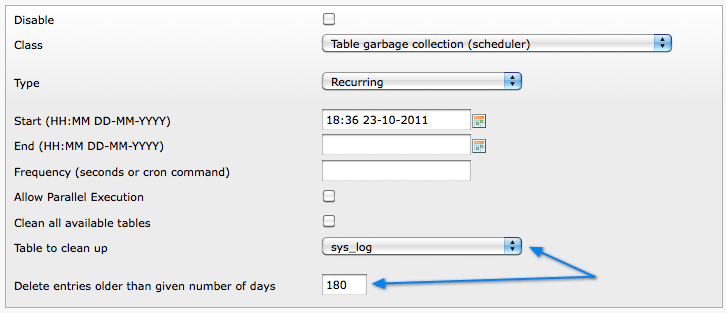 Disable
Class Table garbage collection (scheduler)
Type Recurring
Start (HH:MM DD-MM-YYYY) 18:36 23-10-2011
End (HH:MM DD-MM-YYYY)
Frequency (seconds or cron command)
Allow Parallel Execution
Clean all available tables
Table to clean up sys_log
Delete entries older than given number of days 180